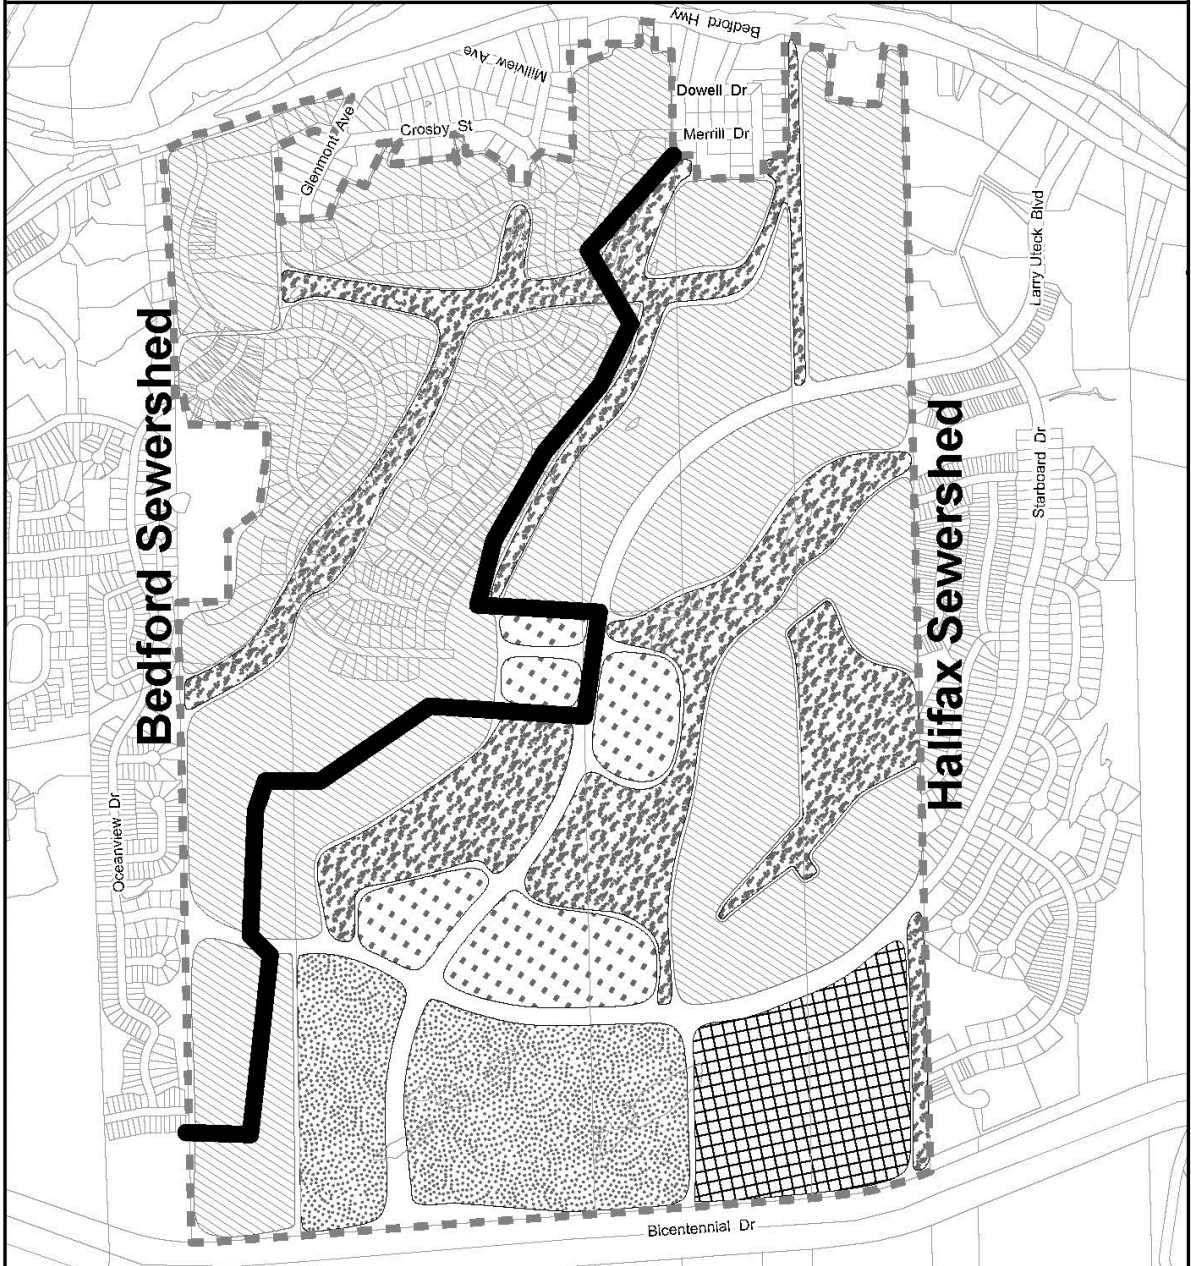 Bedford Hwy
Millview Ave
Dowell Dr
Crosby St
Merrill Dr
Glenmont Ave
Larry Uteck Blvd
Bedford Sewershed
Halifax Sewershed
Starboard Dr
Oceanview Dr
Bicentennial Dr